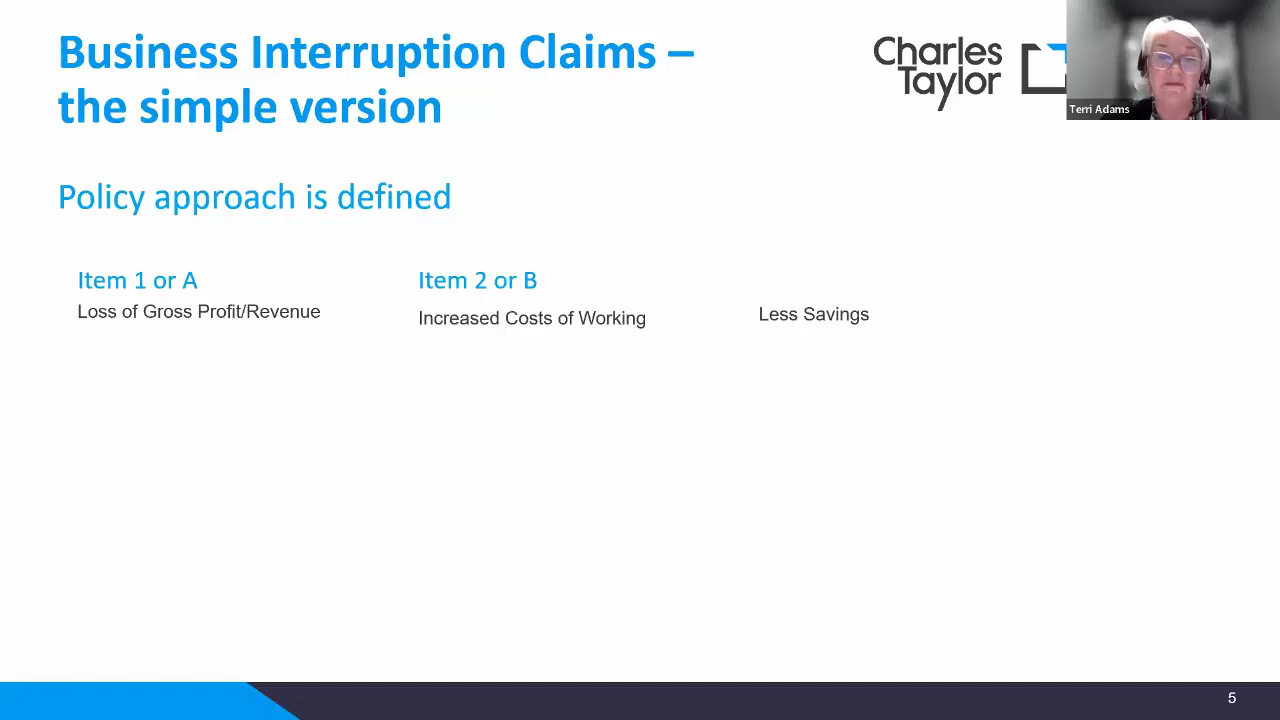 Business Interruption Claims –
the simple version
Charles
Taylor
Terri Adams
Policy approach is defined
Item 1 or A
Loss of Gross Profit/Revenue
Item 2 or B
Increased Costs of Working
Less Savings
5